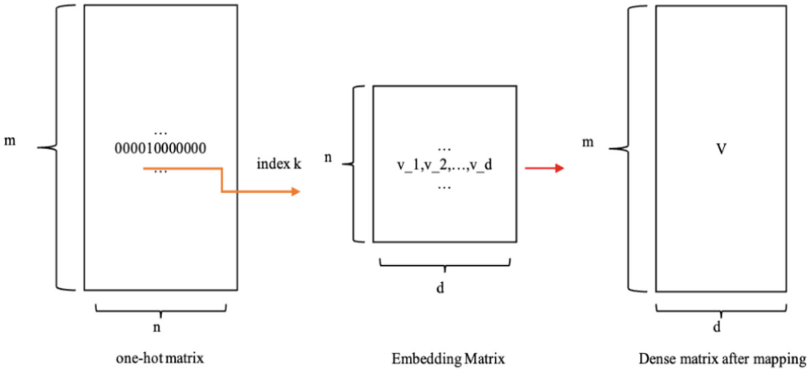 m
…
000010000000
…
n
one-hot matrix
index k
n
…
v_1,v_2,…,v_d
…
d
Embedding Matrix
m
V
d
Dense matrix after mapping